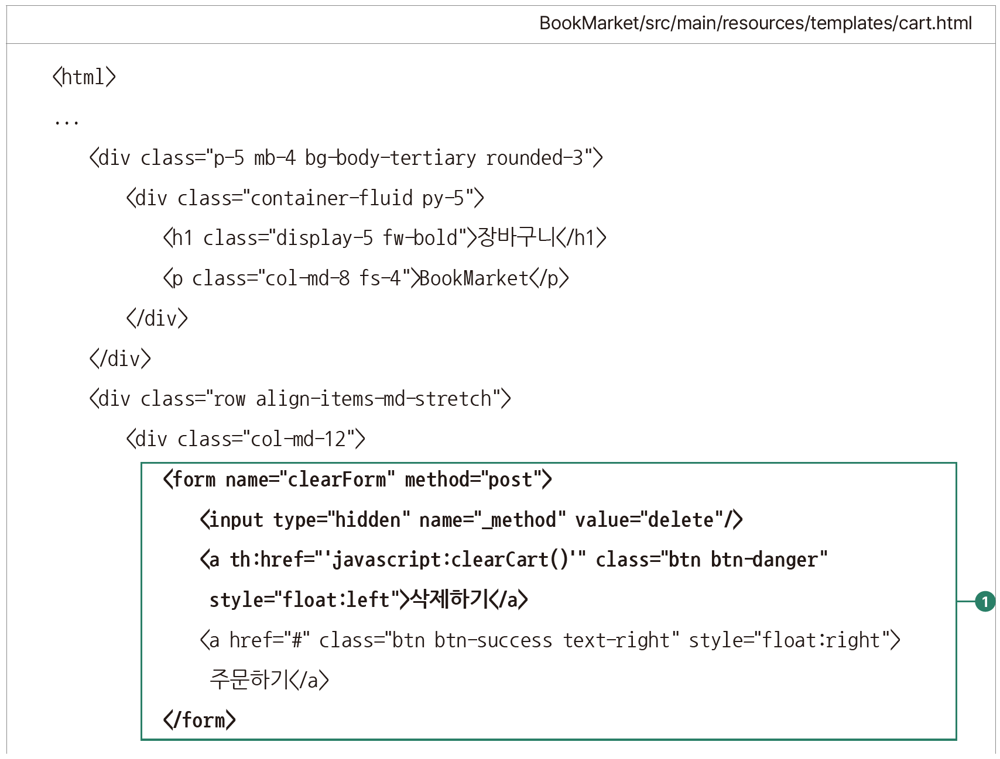 BookMarket/src/main/resources/templates/cart.html
<html>
...
<div class="p-5 mb-4 bg-body-tertiary rounded-3">
<div class="container-fluid py-5">
<h1 class="display-5 fw-bold">장바구니</h1>
<p class="col-md-8 fs-4">BookMarket</p>
</div>
</div>
<div class="row align-items-md-stretch">
<div class="col-md-12">
<form name="clearForm" method="post">
<input type="hidden" name="_method" value="delete"/>
<a th:href="'javascript:clearCart()'" class="btn btn-danger"
style="float:left">삭제하기</a>
1
<a href="#" class="btn btn-success text-right" style="float:right">
주문하기</a>
</form>